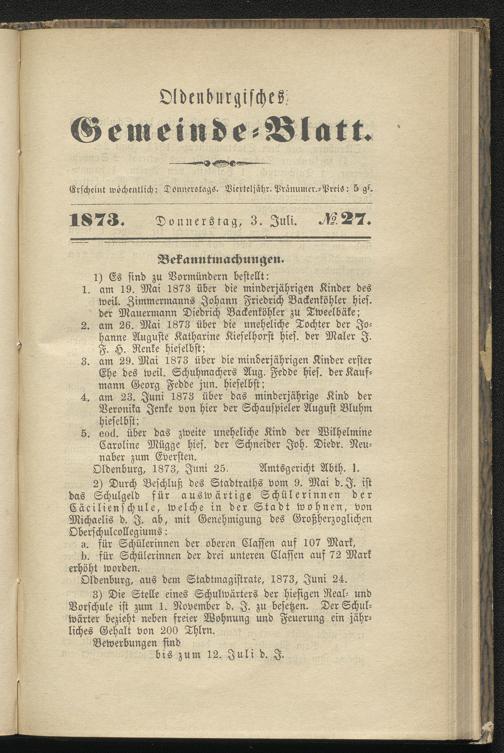 Oldenburgisches
Gemeinde-Blatt.
Erscheint wöchentlich: Donnerstags. Vierteljähr. Pränumer.-Preis: 5 gſ.
1873. Donnerstag, 3. Juli. № 27.
Bekanntmachungen.
1) Es sind zu Vormündern bestellt:
1. am 19. Mai 1873 über die minderjährigen Kinder des
weil. Zimmermanns Johann Friedrich Backenköhler hies.
der Mauermann Diedrich Backenköhler zu Tweelbäke;
2. am 26. Mai 1873 über die uneheliche Tochter der Jo-
hanne Auguste Katharine Kieselhorst hies. der Maler J.
F. H. Renke hieselbst;
3. am 29. Mai 1873 über die minderjährigen Kinder erster
Ehe des weil. Schuhmachers Aug. Fedde hies. der Kauf-
mann Georg Fedde jun. hieselbst;
4. am 23. Juni 1873 über das minderjährige Kind der
Veronika Jenke von hier der Schauspieler August Bluhm
hieselbst;
5. eod. über das zweite uneheliche Kind der Wilhelmine
Caroline Mügge hies. der Schneider Joh. Diedr. Neu-
naber zum Eversten.
Oldenburg, 1873, Juni 25. Amtsgericht Abth. 1.
2) Durch Beschluß des Stadtraths vom 9. Mai d. J. ist
das Schulgeld für auswärtige Schülerinnen der
Cäcilienschule, welche in der Stadt wohnen, von
Michaelis d. J. ab, mit Genehmigung des Großherzoglichen
Oberschulcollegiums:
a. für Schülerinnen der oberen Classen auf 107 Mark,
b. für Schülerinnen der drei unteren Classen auf 72 Mark
erhöht worden.
Oldenburg, aus dem Stadtmagistrate, 1873, Juni 24.
3) Die Stelle eines Schulwärters der hiesigen Real- und
Vorschule ist zum 1. November d. J. zu besetzen. Der Schul-
wärter bezieht neben freier Wohnung und Feuerung ein jähr-
liches Gehalt von 200 Thlrn.
Bewerbungen sind
bis zum 12. Juli d. J.